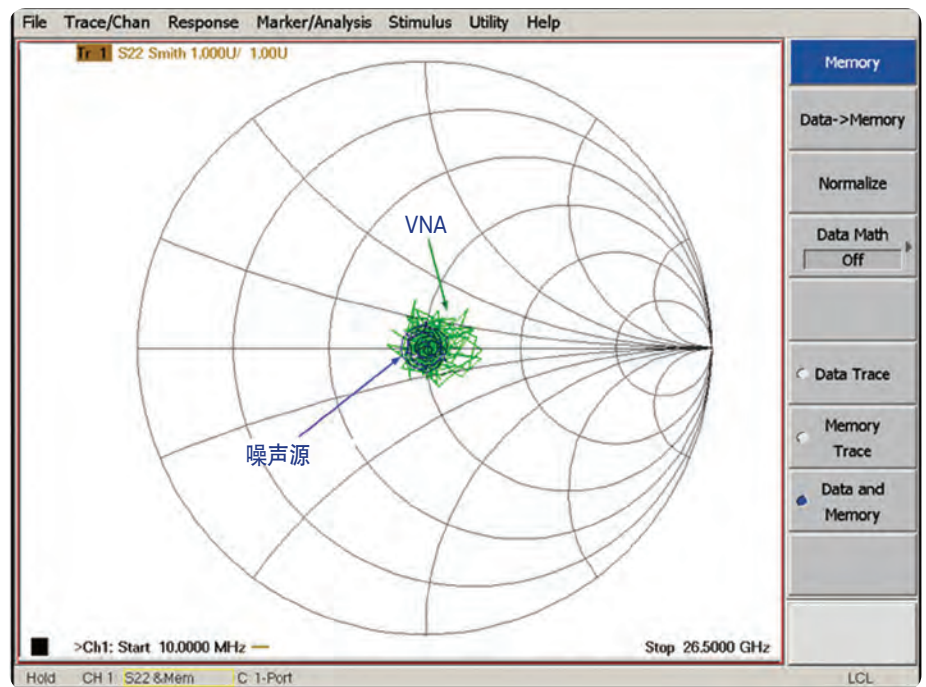 File Trace/Chan Response Marker/Analysis Stimulus Utility Help
Tr 1 S22 Smith 1.000U/ 1.00U
Memory
Data->Memory
Normalize
Data Math
Off
VNA
噪声源
Data Trace
Memory
Trace
Data and
Memory
>Ch1: Start 10.0000 MHz
Stop 26.5000 GHz
Hold CH 1: S22 &Mem C 1-Port LCL